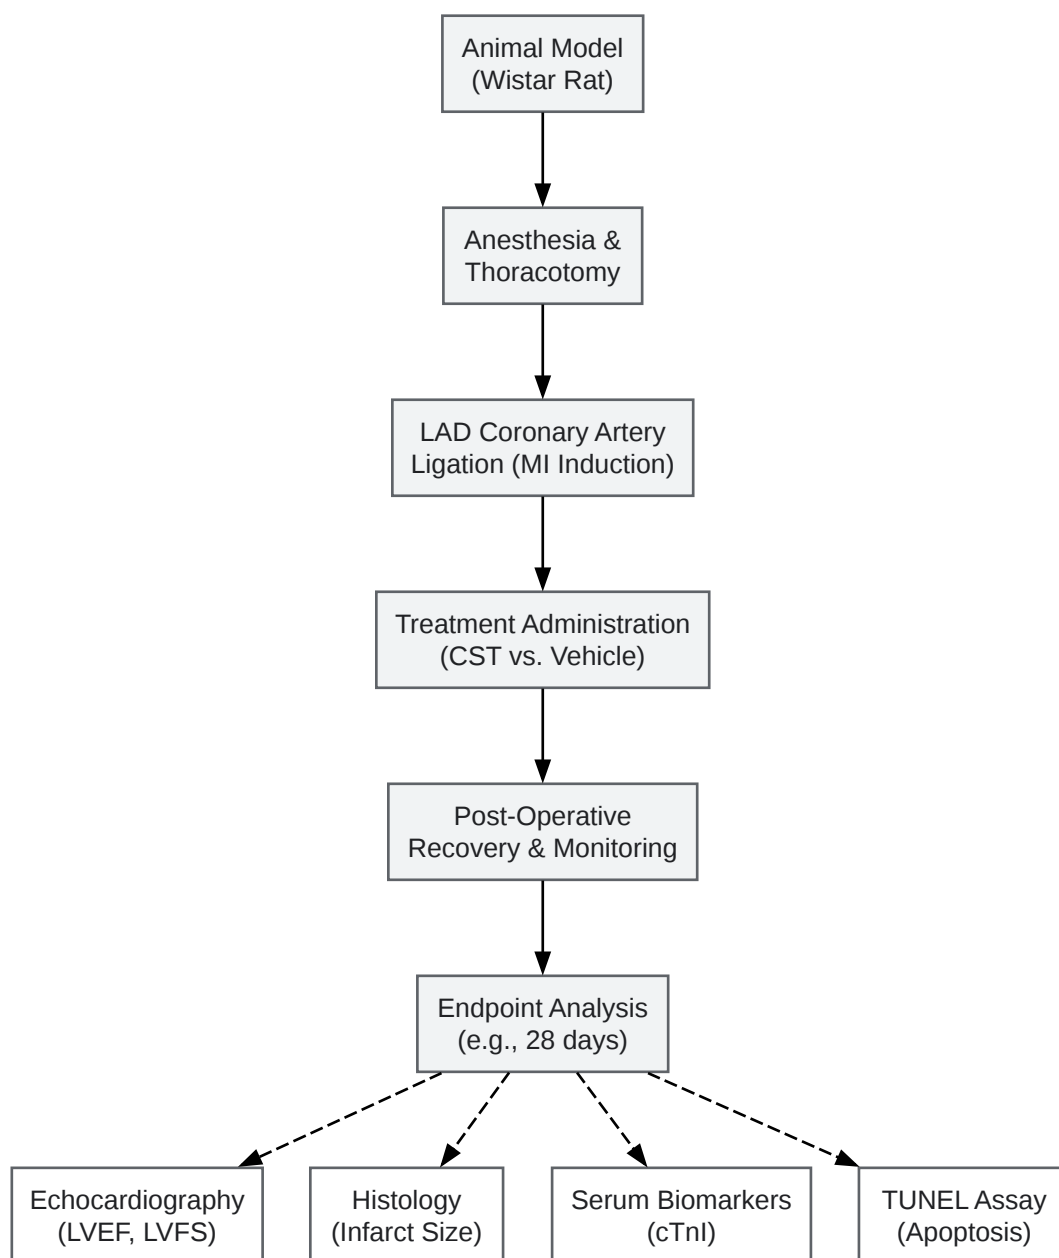 Animal Model
(Wistar Rat)
Anesthesia &
Thoracotomy
LAD Coronary Artery
Ligation (MI Induction)
Treatment Administration
(CST vs. Vehicle)
Post-Operative
Recovery & Monitoring
Endpoint Analysis
(e.g., 28 days)
Echocardiography
(LVEF, LVFS)
Histology
(Infarct Size)
Serum Biomarkers
(cTnI)
TUNEL Assay
(Apoptosis)